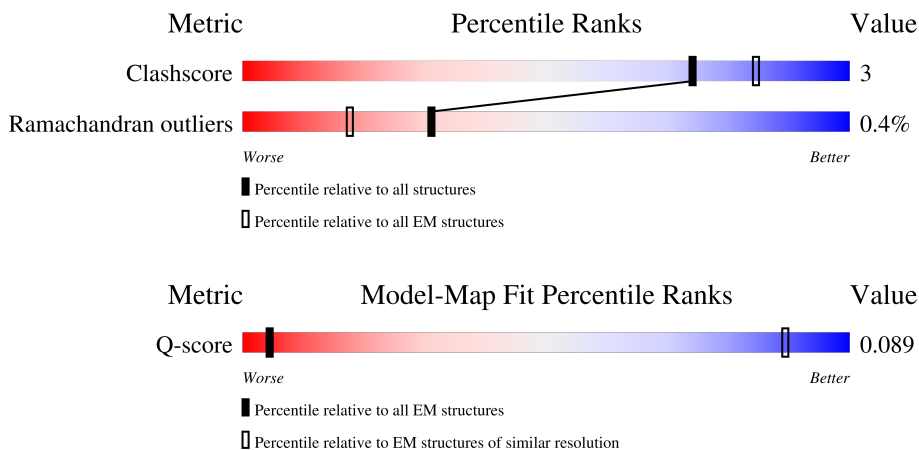 Metric Percentile Ranks Value
Clashscore 3
Ramachandran outliers 0.4%
Worse Better
Percentile relative to all structures
Percentile relative to all EM structures
Metric Model-Map Fit Percentile Ranks Value
Q-score 0.089
Worse Better
Percentile relative to all EM structures
Percentile relative to EM structures of similar resolution